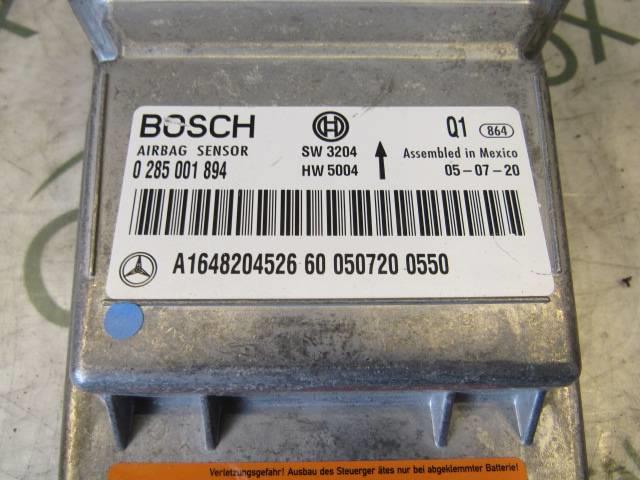 BOSCH
AIRBAG SENSOR
0 285 001 894
SW 3204
HW 5004
Q1 864
Assembled in Mexico
05-07-20
A1648204526 60 050720 0550
Verletzungsgefahr! Ausbau des Steuerger ätes nur bei abgeklemmter Batterie!